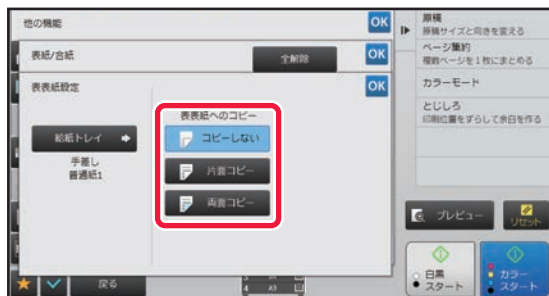 他の機能
OK
表紙/合紙
全解除
OK
表表紙設定
OK
表表紙へのコピー
給紙トレイ
手差し
普通紙1
コピーしない
片面コピー
両面コピー
戻る
原稿
原稿サイズと向きを変える
ページ集約
複数ページを1枚にまとめる
カラーモード
とじしろ
印刷位置をずらして余白を作る
プレビュー
リセット
白黒
スタート
カラー
スタート